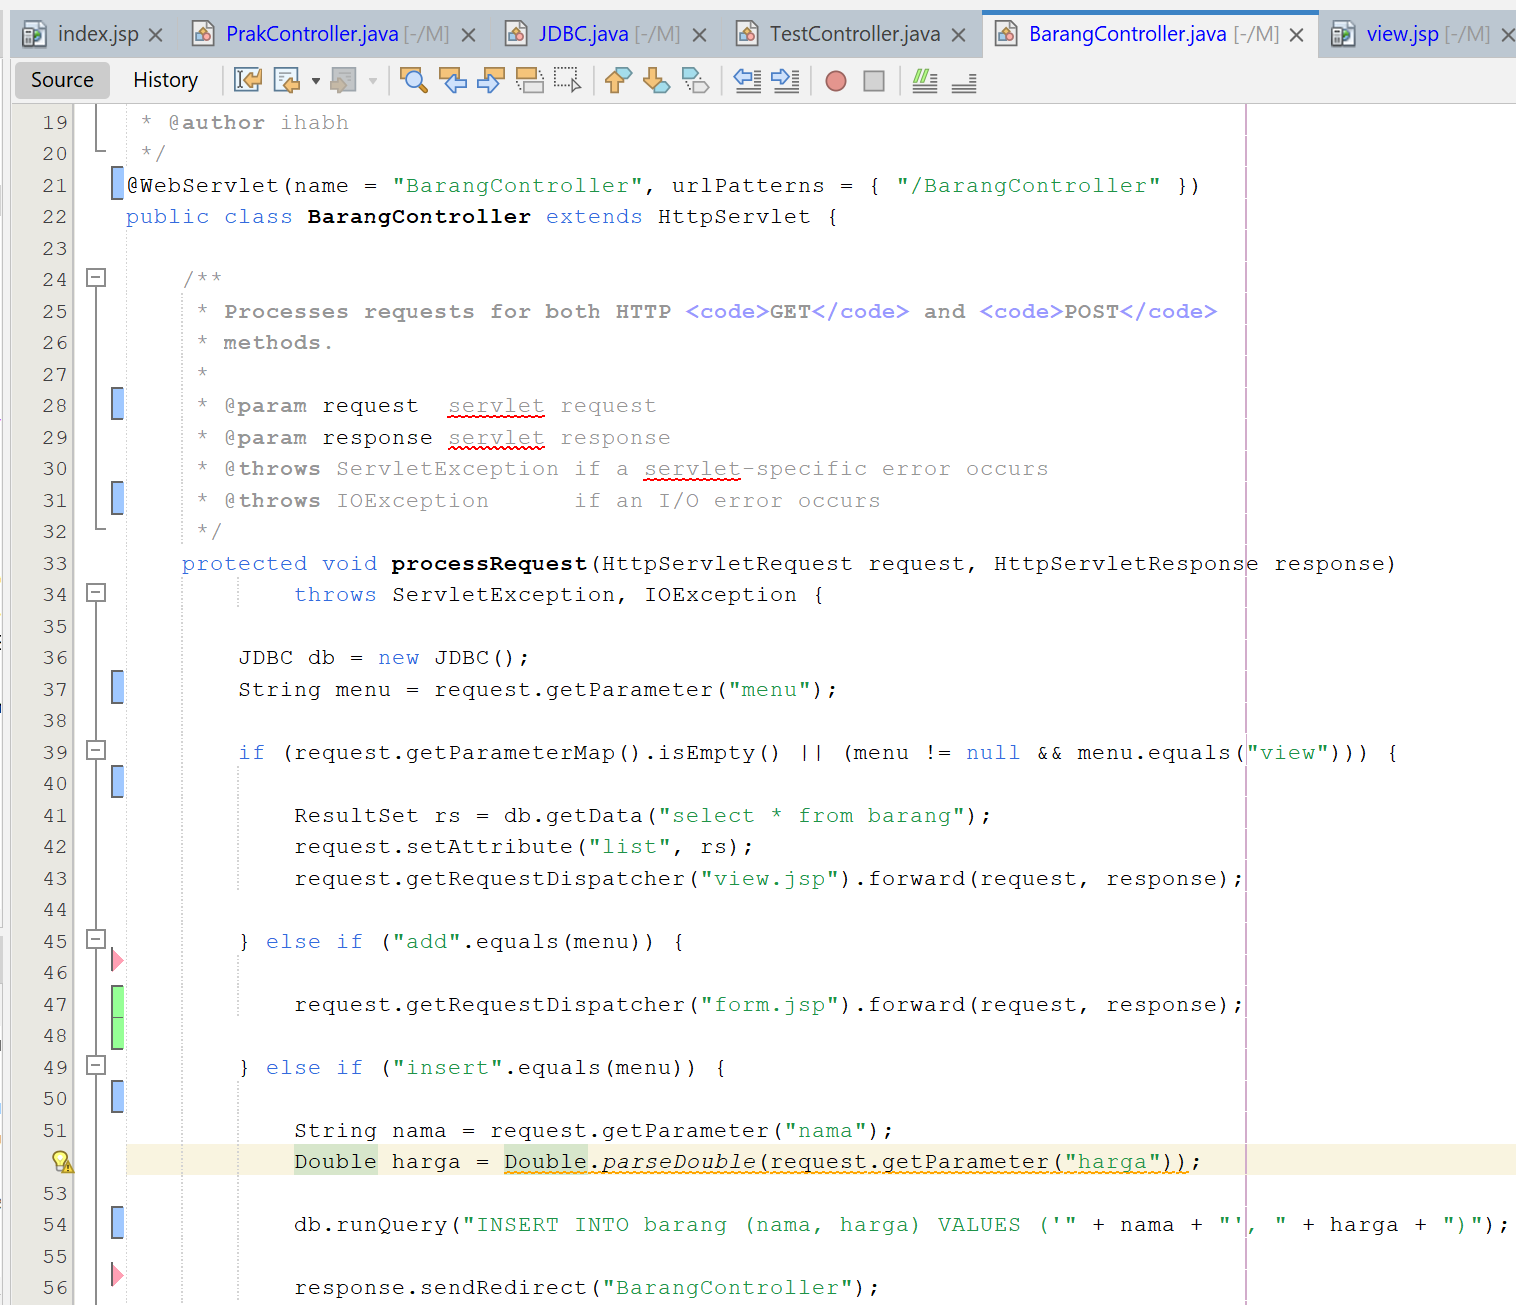 index.jsp PrakController.java [-/M] JDBC.java [-/M] TestController.java BarangController.java [-/M] view.jsp [-/M]
Source History
19 * @author ihabh
20 */
21 @WebServlet(name = "BarangController", urlPatterns = { "/BarangController" })
22 public class BarangController extends HttpServlet {
23
24 /**
25 * Processes requests for both HTTP <code>GET</code> and <code>POST</code>
26 * methods.
27 *
28 * @param request  servlet request
29 * @param response servlet response
30 * @throws ServletException if a servlet-specific error occurs
31 * @throws IOException      if an I/O error occurs
32 */
33 protected void processRequest(HttpServletRequest request, HttpServletResponse response)
34 throws ServletException, IOException {
35
36 JDBC db = new JDBC();
37 String menu = request.getParameter("menu");
38
39 if (request.getParameterMap().isEmpty() || (menu != null && menu.equals("view"))) {
40
41 ResultSet rs = db.getData("select * from barang");
42 request.setAttribute("list", rs);
43 request.getRequestDispatcher("view.jsp").forward(request, response);
44
45 } else if ("add".equals(menu)) {
46
47 request.getRequestDispatcher("form.jsp").forward(request, response);
48
49 } else if ("insert".equals(menu)) {
50
51 String nama = request.getParameter("nama");
Double harga = Double.parseDouble(request.getParameter("harga"));
53
54 db.runQuery("INSERT INTO barang (nama, harga) VALUES ('" + nama + "', " + harga + ")");
55
56 response.sendRedirect("BarangController");